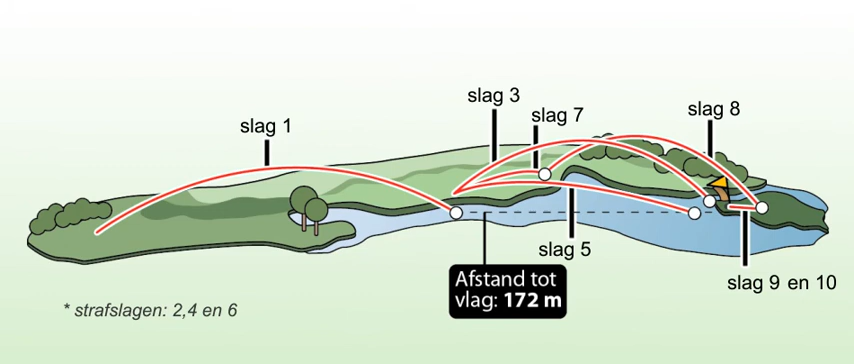 slag 1
slag 3
slag 7
slag 8
slag 5
Afstand tot
vlag: 172 m
slag 9 en 10
* strafslagen: 2,4 en 6